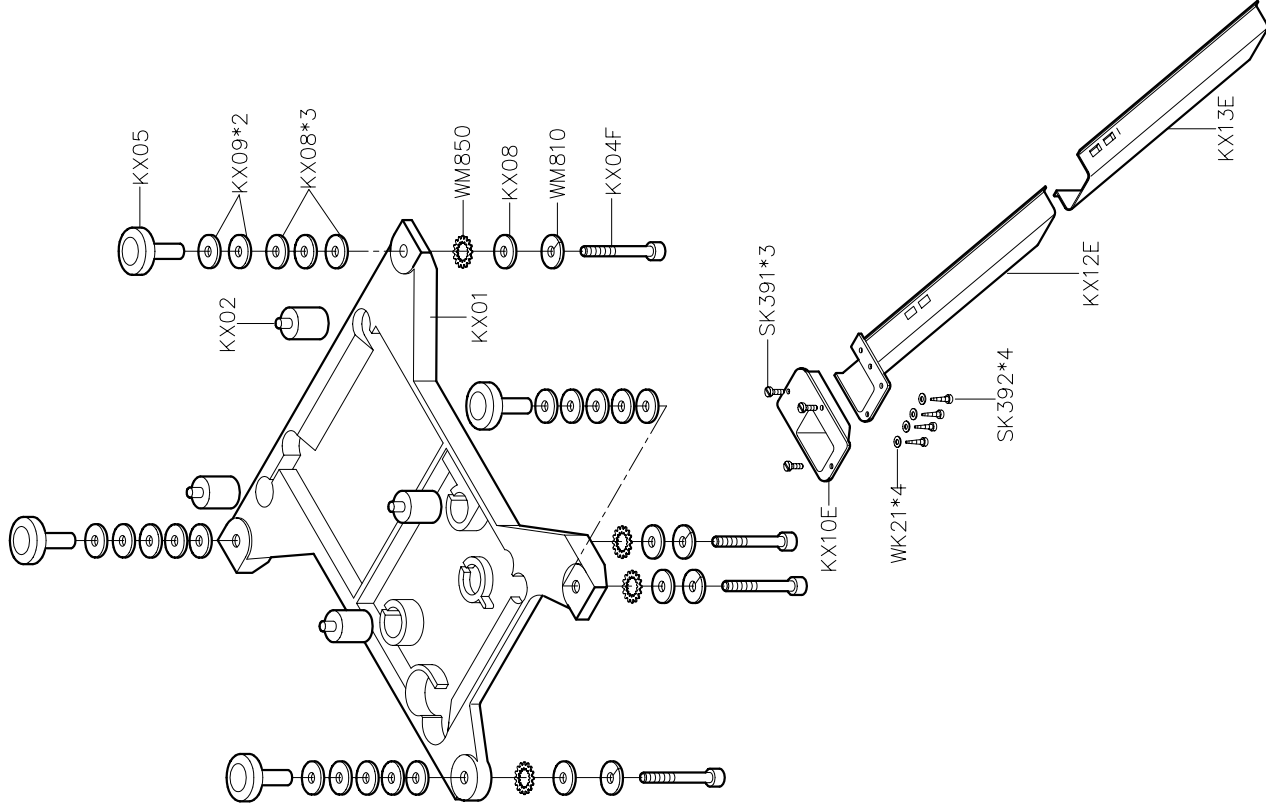 KX05
KX09*2
KX08*3
WM850
KX08
WM810
KX04F
KX02
KX01
KX13E
KX12E
SK391*3
SK392*4
WK21*4
KX10E